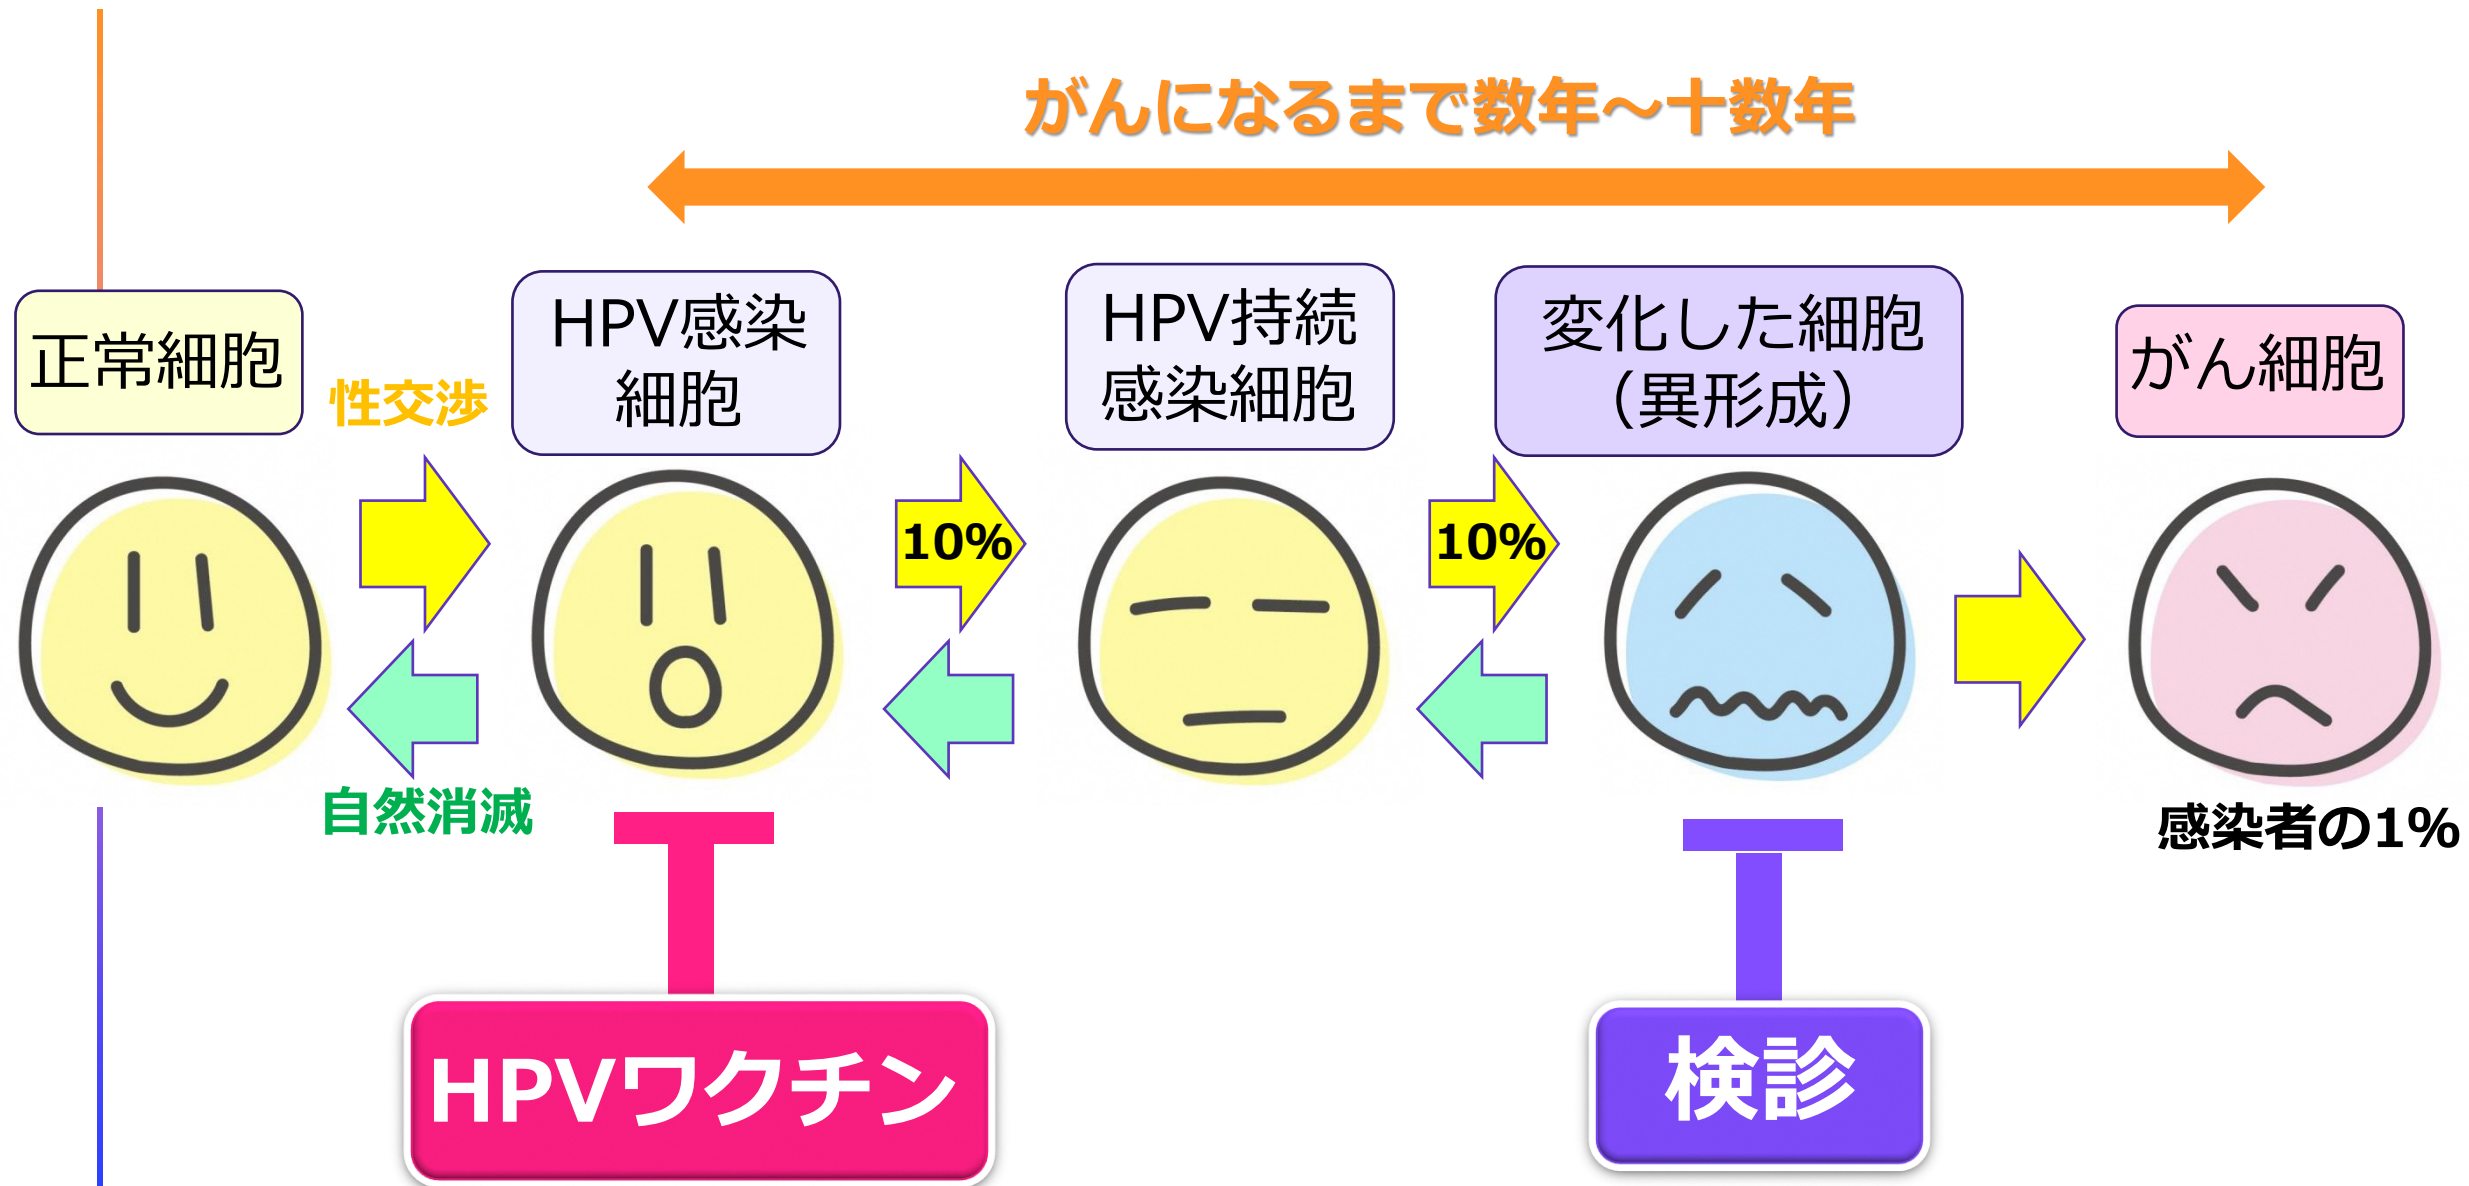 がんになるまで数年～十数年
正常細胞
性交渉
HPV感染
細胞
HPV持続
感染細胞
変化した細胞
（異形成）
がん細胞
10%
10%
自然消滅
感染者の1%
HPVワクチン
検診